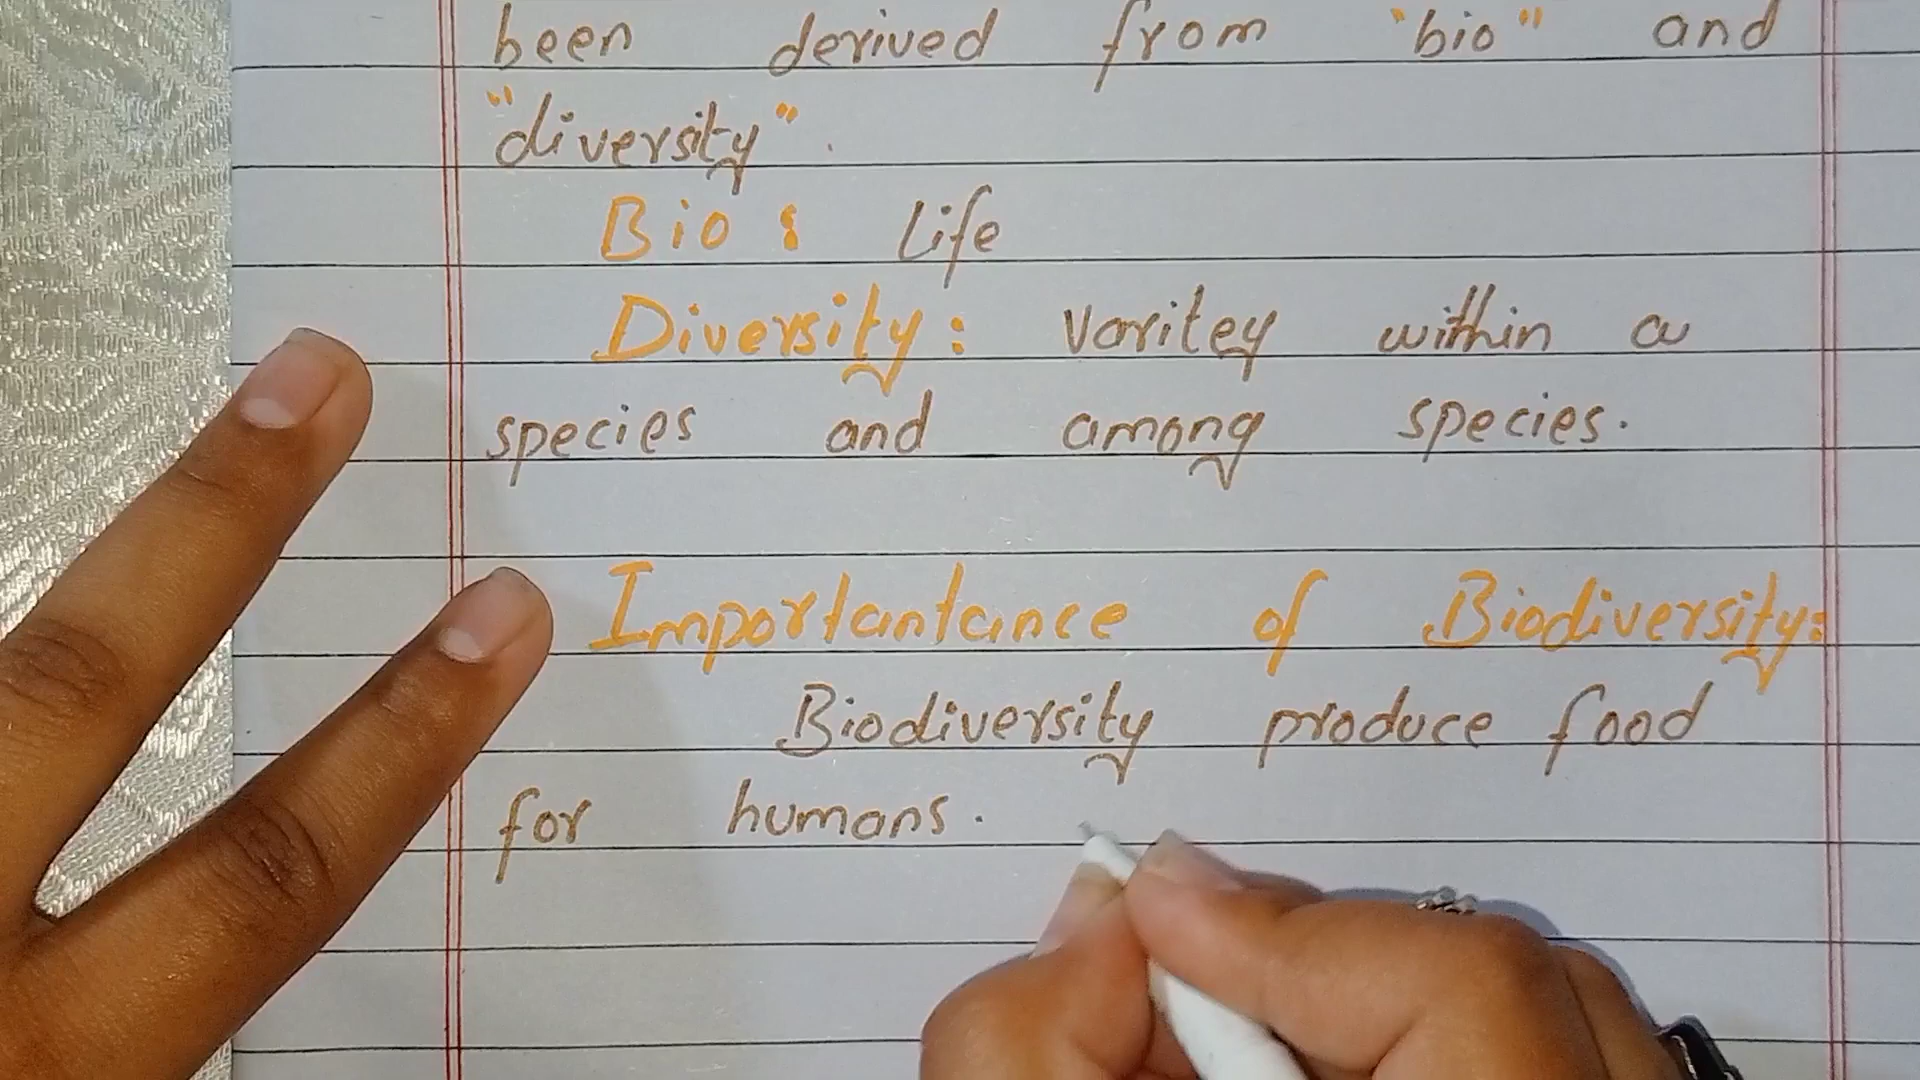 been derived from "bio" and
"diversity".
Bio : Life
Diversity: varitey within a
species and among species.
Importantance of Biodiversity:
Biodiversity produce food
for humans.